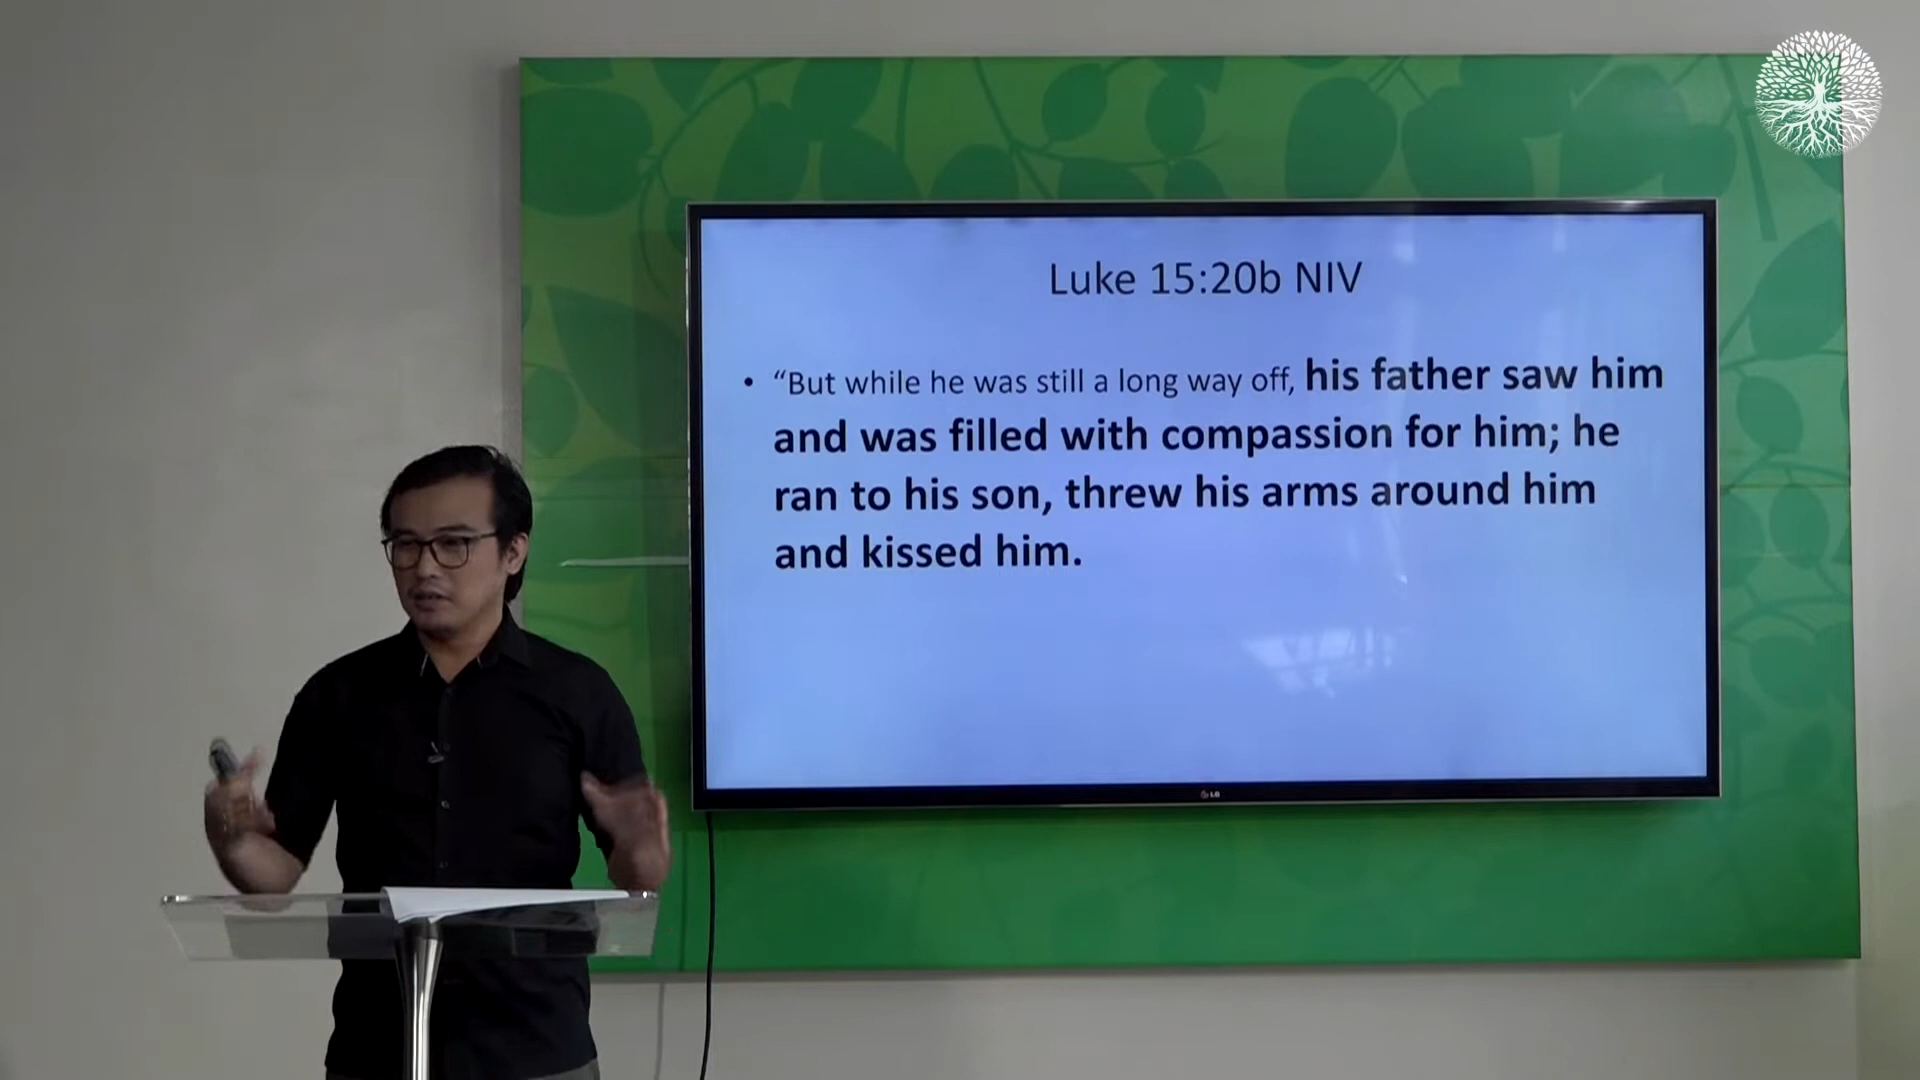 Luke 15:20b NIV
• “But while he was still a long way off, his father saw him
and was filled with compassion for him; he
ran to his son, threw his arms around him
and kissed him.
LG